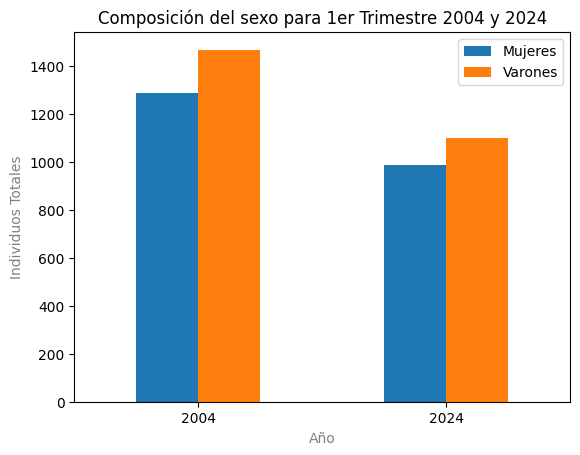 Composición del sexo para 1er Trimestre 2004 y 2024
Mujeres
Varones
Individuos Totales
1400
1200
1000
800
600
400
200
0
2004
2024
Año